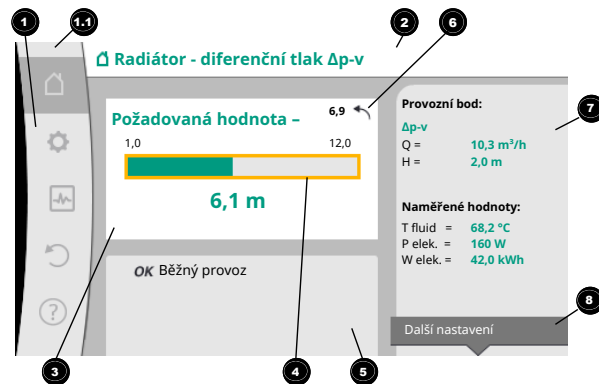 1
1.1
2
6
Radiátor - diferenční tlak Δp-v
Požadovaná hodnota –
6,9
1,0
12,0
6,1 m
OK Běžný provoz
Provozní bod:
Δp-v
Q = 10,3 m³/h
H = 2,0 m
Naměřené hodnoty:
T fluid = 68,2 °C
P elek. = 160 W
W elek. = 42,0 kWh
Další nastavení
7
8
3
4
5
?